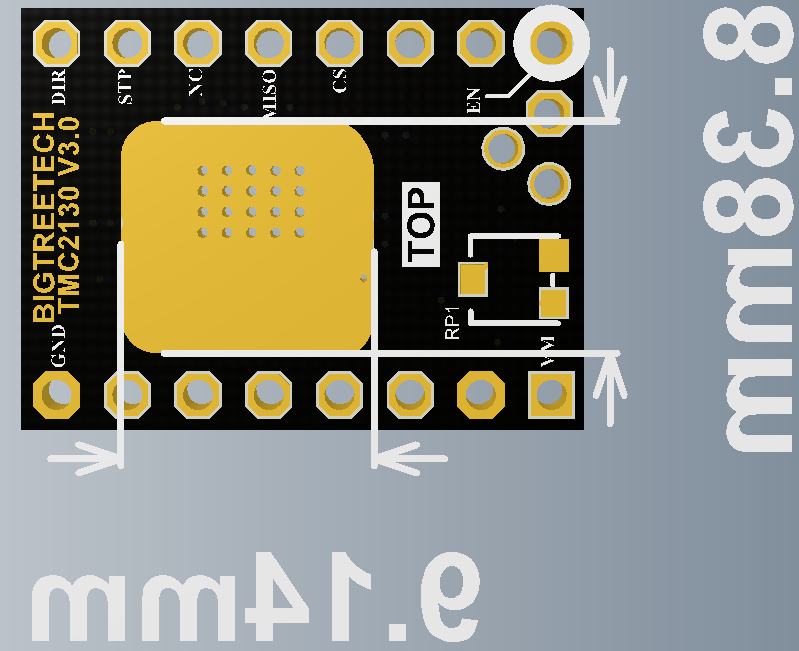 DIR
STP
NC
MISO
CS
EN
BIGTREETECH
TMC2130 V3.0
TOP
RP1
GND
VM
8.38mm
9.14mm